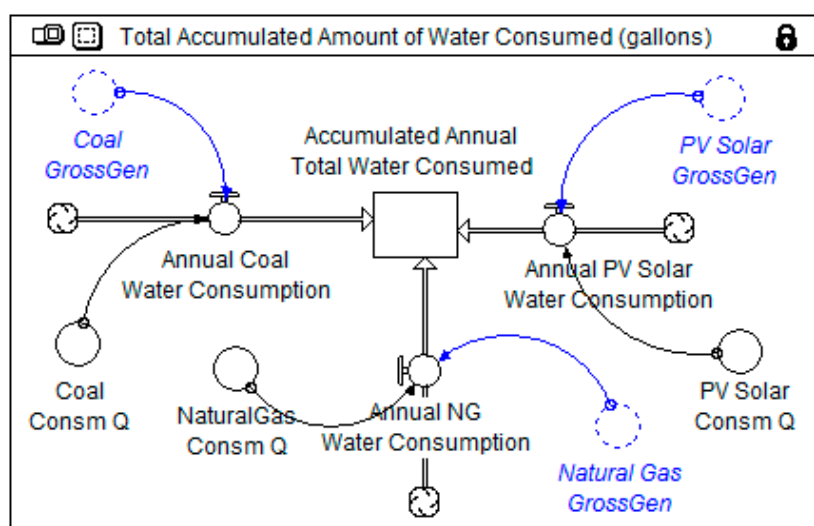 Total Accumulated Amount of Water Consumed (gallons)
Coal
GrossGen
Accumulated Annual
Total Water Consumed
PV Solar
GrossGen
Annual Coal
Water Consumption
Annual PV Solar
Water Consumption
Coal
Consm Q
NaturalGas
Consm Q
Annual NG
Water Consumption
PV Solar
Consm Q
Natural Gas
GrossGen